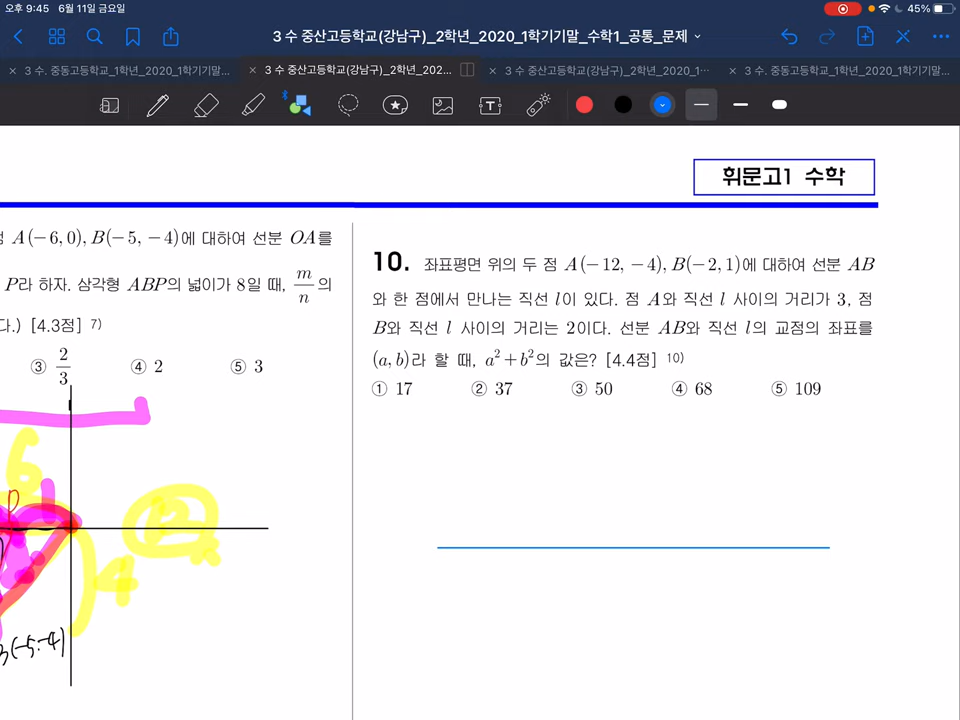 오후 9:45 6월 11일 금요일
45%
3 수 중산고등학교(강남구)_2학년_2020_1학기기말_수학1_공통_문제
3 수. 중동고등학교_1학년_2020_1학기기말...
3 수 중산고등학교(강남구)_2학년_202...
3 수 중산고등학교(강남구)_2학년_2020_1...
3 수. 중동고등학교_1학년_2020_1학기기말...
휘문고1 수학
A(−6, 0), B(−5, −4)에 대하여 선분 OA를
P라 하자. 삼각형 ABP의 넓이가 8일 때, m/n의
다.) [4.3점] 7)
③ 2/3 ④ 2 ⑤ 3
6
P
1
12
4
B(-5,-4)
10. 좌표평면 위의 두 점 A(−12, −4), B(−2, 1)에 대하여 선분 AB
와 한 점에서 만나는 직선 l이 있다. 점 A와 직선 l 사이의 거리가 3, 점
B와 직선 l 사이의 거리는 2이다. 선분 AB와 직선 l의 교점의 좌표를
(a, b)라 할 때, a²+b²의 값은? [4.4점] 10)
① 17 ② 37 ③ 50 ④ 68 ⑤ 109